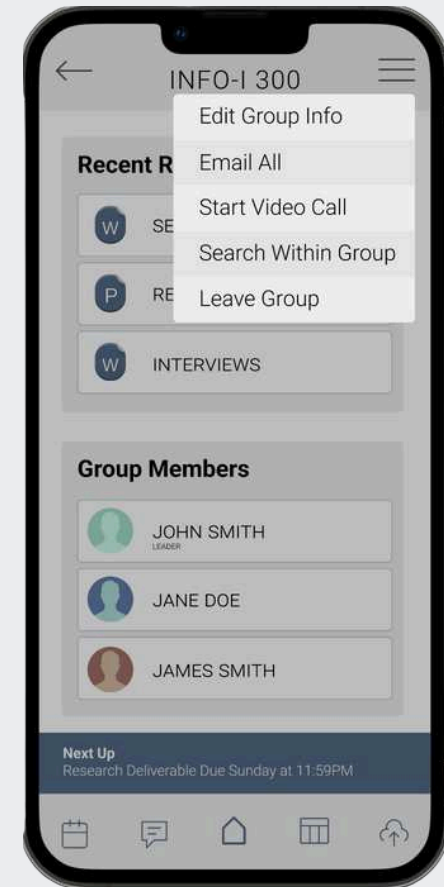 INFO-I 300
Edit Group Info
Email All
Start Video Call
Search Within Group
Leave Group
Recent R
W SE
P RE
W INTERVIEWS
Group Members
JOHN SMITH
LEADER
JANE DOE
JAMES SMITH
Next Up
Research Deliverable Due Sunday at 11:59PM